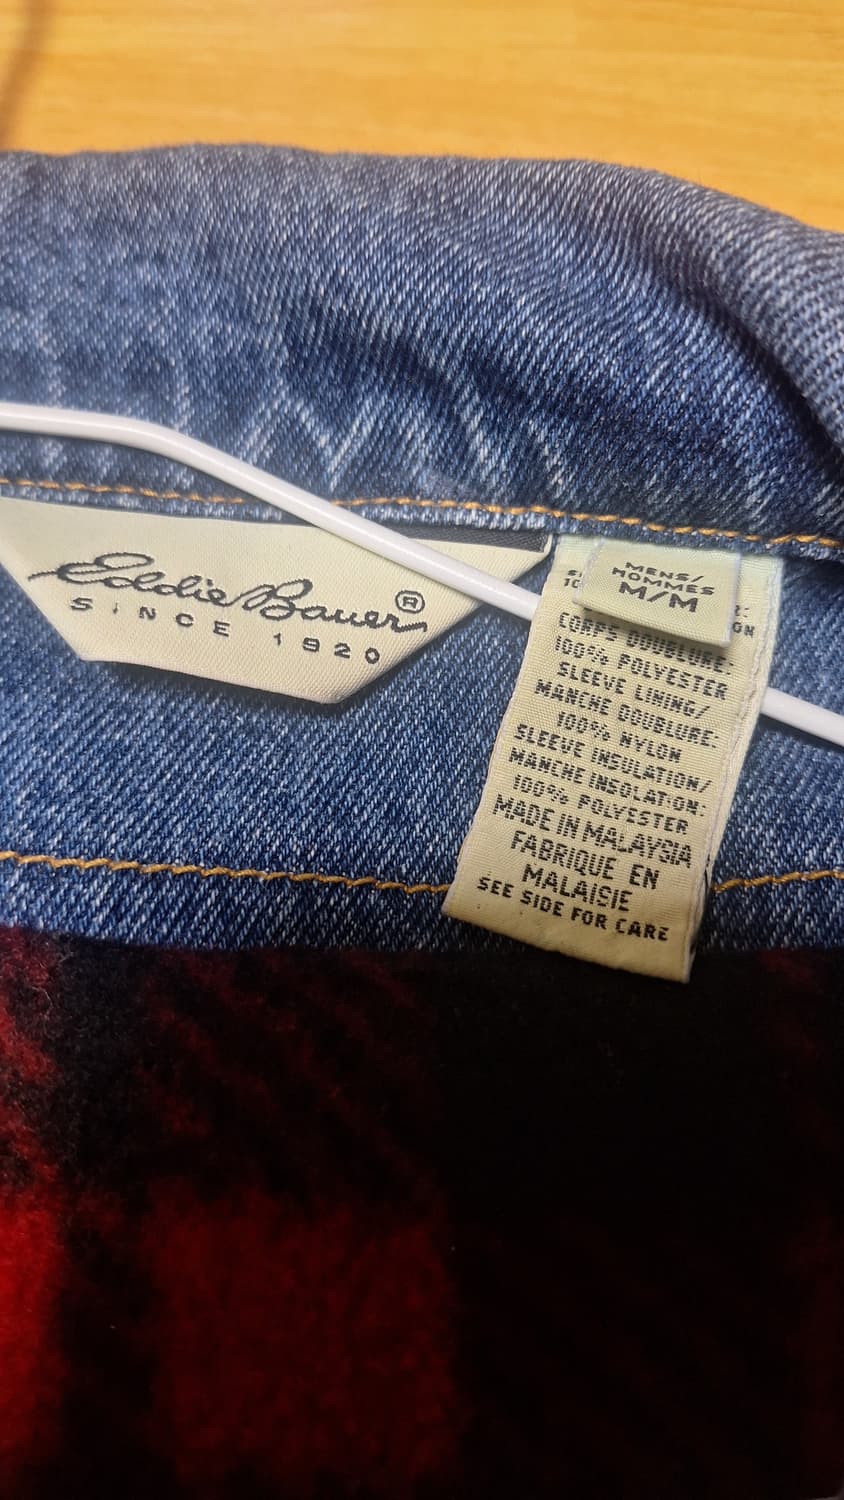 Eddie Bauer®
SINCE 1920
MENS/
HOMMES
M/M
CORPS DOUBLURE:
100% POLYESTER
SLEEVE LINING/
MANCHE DOUBLURE:
100% NYLON
SLEEVE INSULATION/
MANCHE INSOLATION:
100% POLYESTER
MADE IN MALAYSIA
FABRIQUE EN
MALAISIE
SEE SIDE FOR CARE